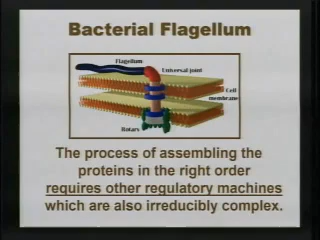 Bacterial Flagellum
Flagellum
Universal joint
Cell
membrane
Rotary
The process of assembling the
proteins in the right order
requires other regulatory machines
which are also irreducibly complex.